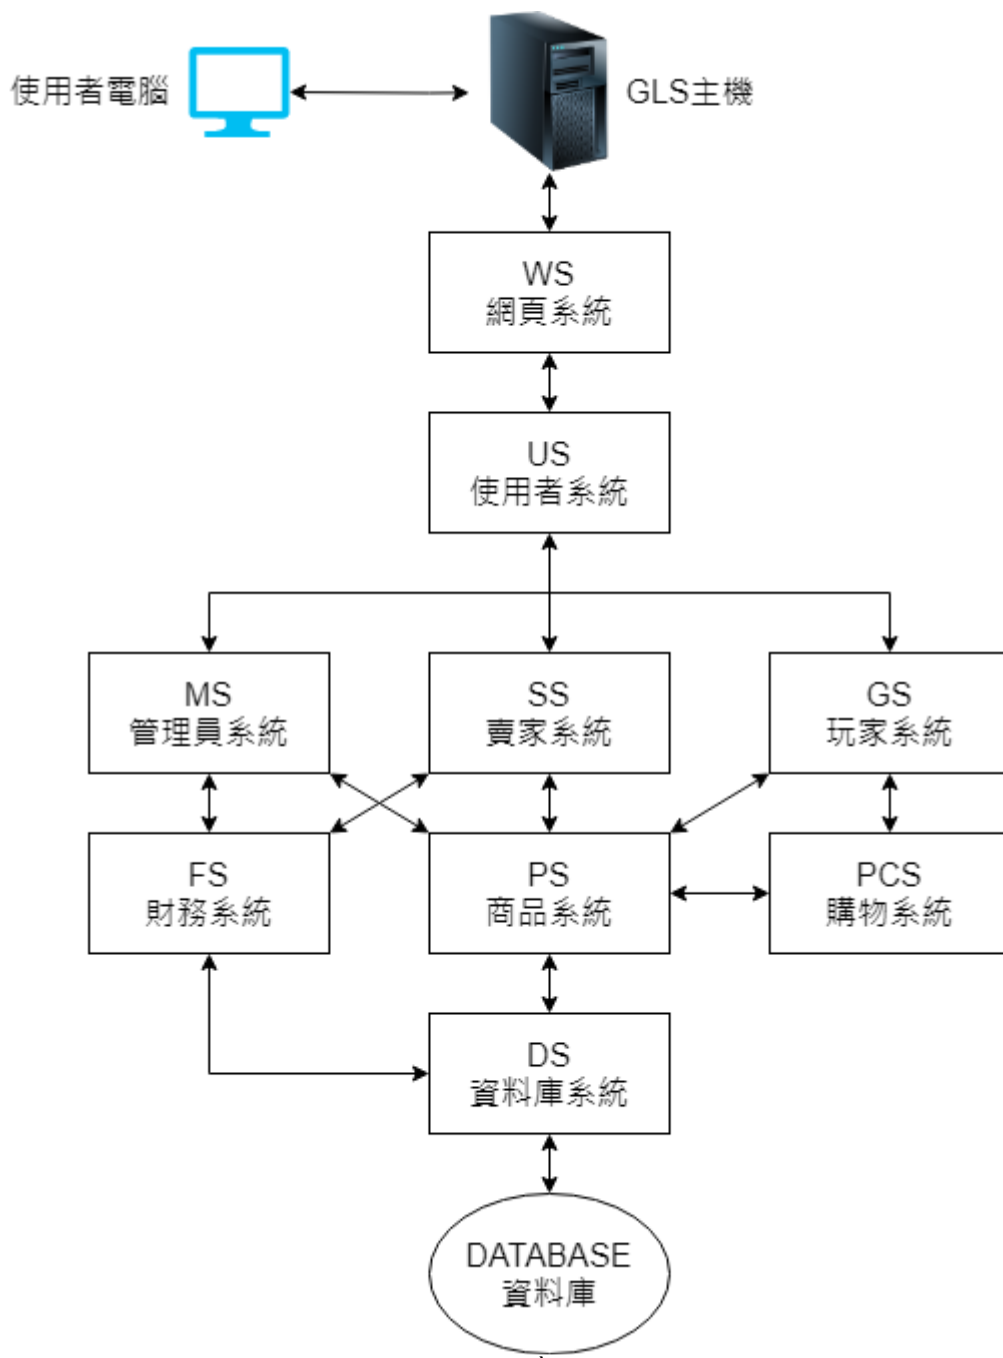 使用者電腦
GLS主機
WS
網頁系統
US
使用者系統
MS
管理員系統
SS
賣家系統
GS
玩家系統
FS
財務系統
PS
商品系統
PCS
購物系統
DS
資料庫系統
DATABASE
資料庫